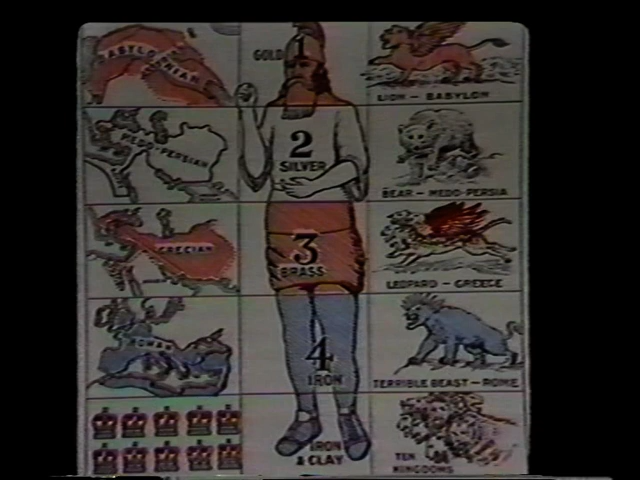 BABYLONIAN
GOLD 1
LION - BABYLON
MEDO-PERSIAN
2
SILVER
BEAR - MEDO-PERSIA
GRECIAN
3
BRASS
LEOPARD - GREECE
ROMAN
4
IRON
TERRIBLE BEAST - ROME
IRON
& CLAY
TEN
KINGDOMS